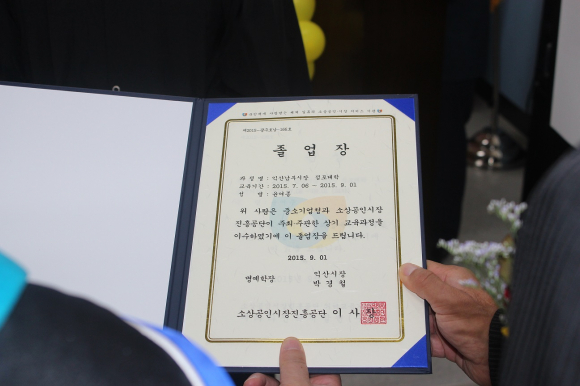 졸 업 장
과 정 명 : 익산남부시장 점포대학
교육기간 : 2015. 7. 06 ~ 2015. 9. 01
성 명 :
위 사람은 중소기업청과 소상공인시장
진흥공단이 주최·주관한 상기 교육과정을
이수하였기에 이 졸업장을 드립니다.
2015. 9. 01
명예학장
익산시장
박 경 철
소상공인시장진흥공단 이 사 장